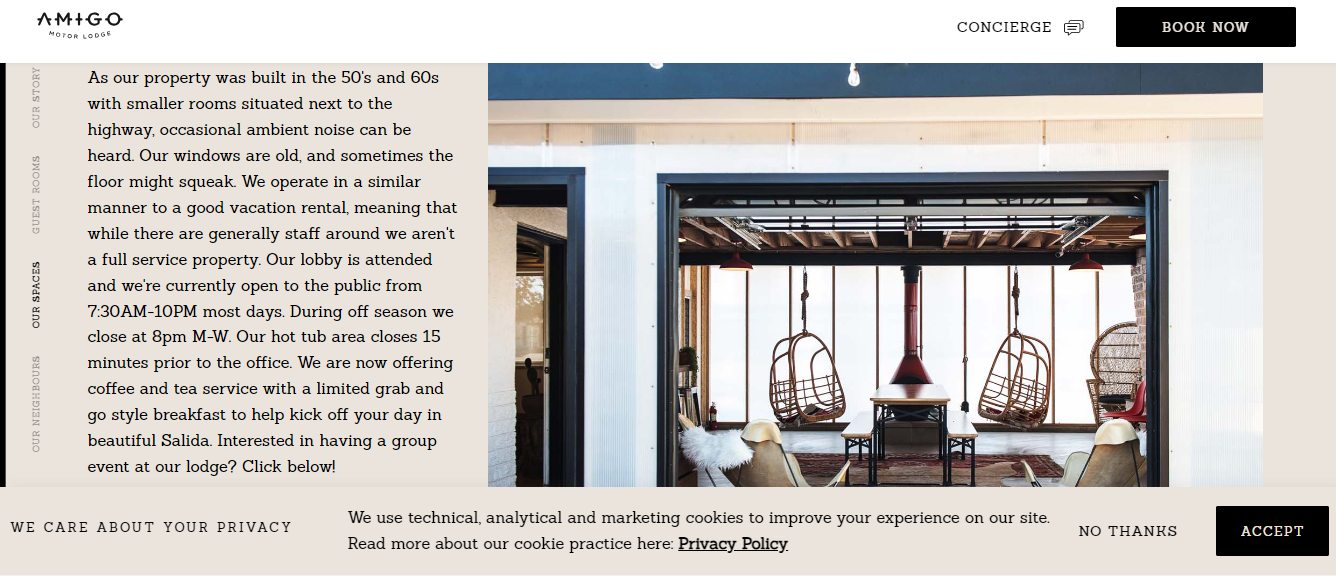 AMIGO
MOTOR LODGE
CONCIERGE
BOOK NOW
OUR STORY
GUEST ROOMS
OUR SPACES
OUR NEIGHBOURS
As our property was built in the 50's and 60s
with smaller rooms situated next to the
highway, occasional ambient noise can be
heard. Our windows are old, and sometimes the
floor might squeak. We operate in a similar
manner to a good vacation rental, meaning that
while there are generally staff around we aren't
a full service property. Our lobby is attended
and we're currently open to the public from
7:30AM-10PM most days. During off season we
close at 8pm M-W. Our hot tub area closes 15
minutes prior to the office. We are now offering
coffee and tea service with a limited grab and
go style breakfast to help kick off your day in
beautiful Salida. Interested in having a group
event at our lodge? Click below!
WE CARE ABOUT YOUR PRIVACY
We use technical, analytical and marketing cookies to improve your experience on our site.
Read more about our cookie practice here: Privacy Policy
NO THANKS
ACCEPT